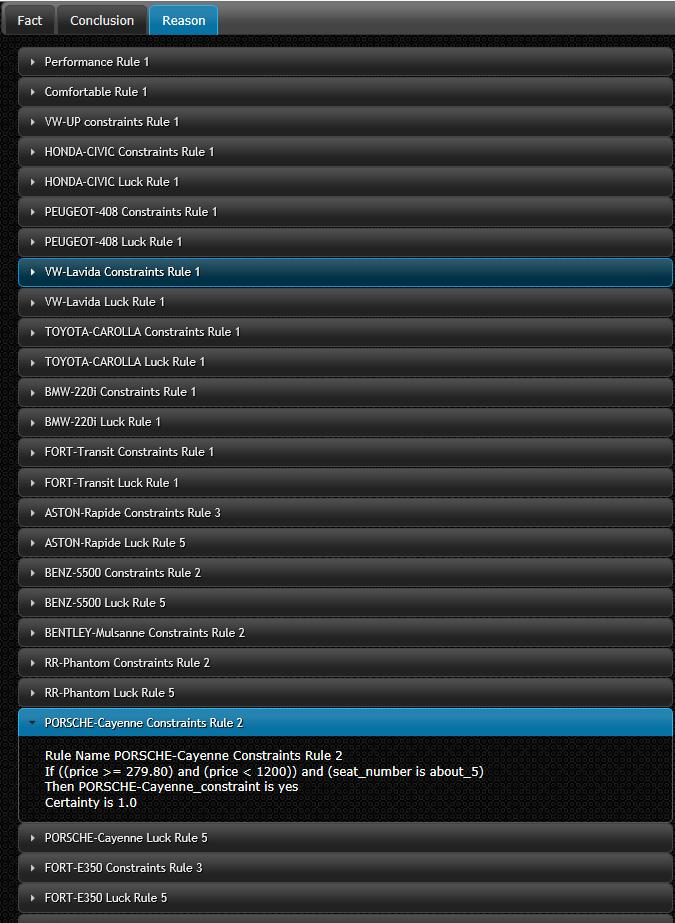 Fact Conclusion Reason
Performance Rule 1
Comfortable Rule 1
VW-UP constraints Rule 1
HONDA-CIVIC Constraints Rule 1
HONDA-CIVIC Luck Rule 1
PEUGEOT-408 Constraints Rule 1
PEUGEOT-408 Luck Rule 1
VW-Lavida Constraints Rule 1
VW-Lavida Luck Rule 1
TOYOTA-CAROLLA Constraints Rule 1
TOYOTA-CAROLLA Luck Rule 1
BMW-220i Constraints Rule 1
BMW-220i Luck Rule 1
FORT-Transit Constraints Rule 1
FORT-Transit Luck Rule 1
ASTON-Rapide Constraints Rule 3
ASTON-Rapide Luck Rule 5
BENZ-S500 Constraints Rule 2
BENZ-S500 Luck Rule 5
BENTLEY-Mulsanne Constraints Rule 2
RR-Phantom Constraints Rule 2
RR-Phantom Luck Rule 5
PORSCHE-Cayenne Constraints Rule 2
Rule Name PORSCHE-Cayenne Constraints Rule 2
If ((price >= 279.80) and (price < 1200)) and (seat_number is about_5)
Then PORSCHE-Cayenne_constraint is yes
Certainty is 1.0
PORSCHE-Cayenne Luck Rule 5
FORT-E350 Constraints Rule 3
FORT-E350 Luck Rule 5